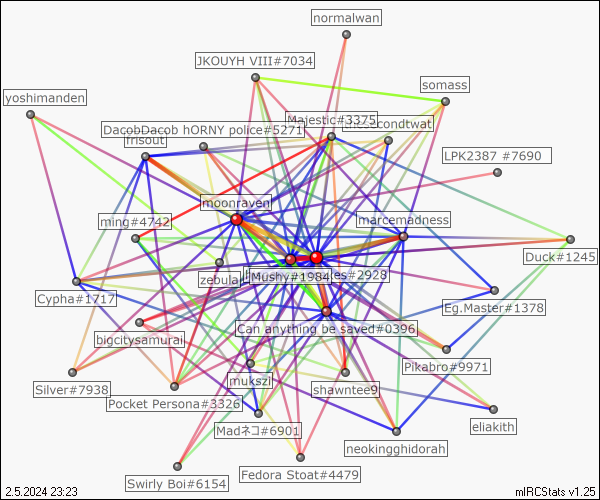 normalwan
JKOUYH VIII#7034
somass
yoshimanden
Majestic#3375
DacobDacob hORNY police#5271
frisout
LPK2387 #7690
moonraven
ming#4742
marcemadness
Duck#1245
zebul
Mushy#1984
es#2928
Cypha#1717
Eg.Master#1378
Can anything be saved#0396
bigcitysamurai
Pikabro#9971
mukszi
shawntee9
Silver#7938
Pocket Persona#3326
Madネコ#6901
eliakith
neokingghidorah
Swirly Boi#6154
Fedora Stoat#4479
2.5.2024 23:23
mIRCStats v1.25